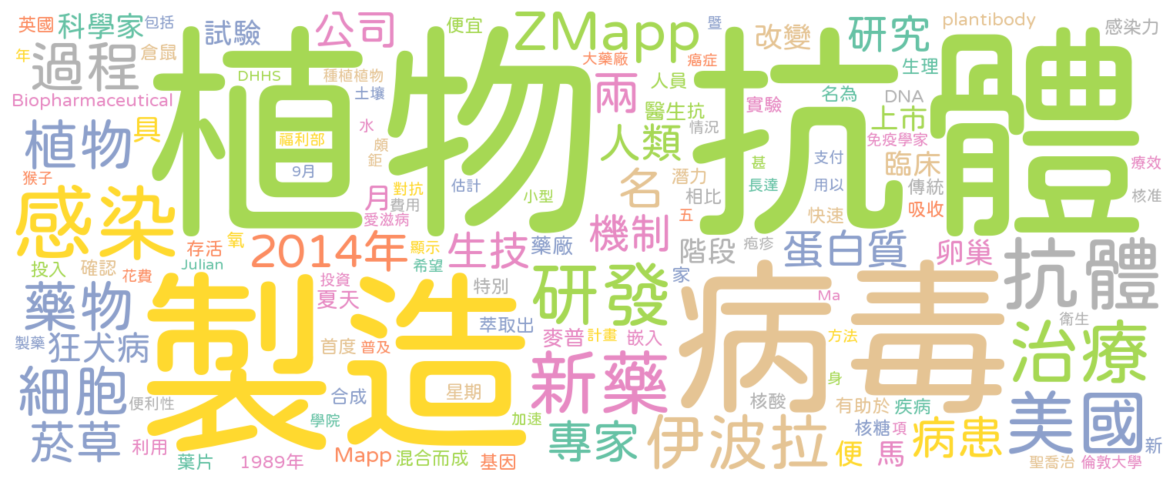 英國
科學家
包括
試驗
公司
便宜
ZMapp
暨
改變
研究
plantibody
感染力
年
過程
倉鼠
DHHS
種植植物
大藥廠
癌症
人員
生理
Biopharmaceutical
土壤
兩
醫生抗
實驗
名為
DNA
上市
植物
具
植物抗體
福利部
水
頗
鉅
人類
情況
免疫學家
猴子
9月
月
對抗
費用
估計
小型
名
潛力
甚
長達
支付
用以
臨床
傳統
療效
核准
感染
愛滋病
相比
五
快速
吸收
存活
氧
2014年
顯示
生技
藥廠
機制
階段
疱疹
蛋白質
卵巢
抗體
投入
確認
花費
Julian
希望
投資
夏天
特別
研發
家
Ma
病毒
衛生
藥物
製造
萃取出
麥普
計畫
嵌入
方法
治療
製藥
狂犬病
首度
普及
細胞
便利性
合成
星期
新藥
身
核酸
有助於
疾病
美國
菸草
利用
學院
加速
專家
伊波拉
便
核糖
項
馬
病患
新
葉片
1989年
Mapp
混合而成
基因
聖喬治
倫敦大學